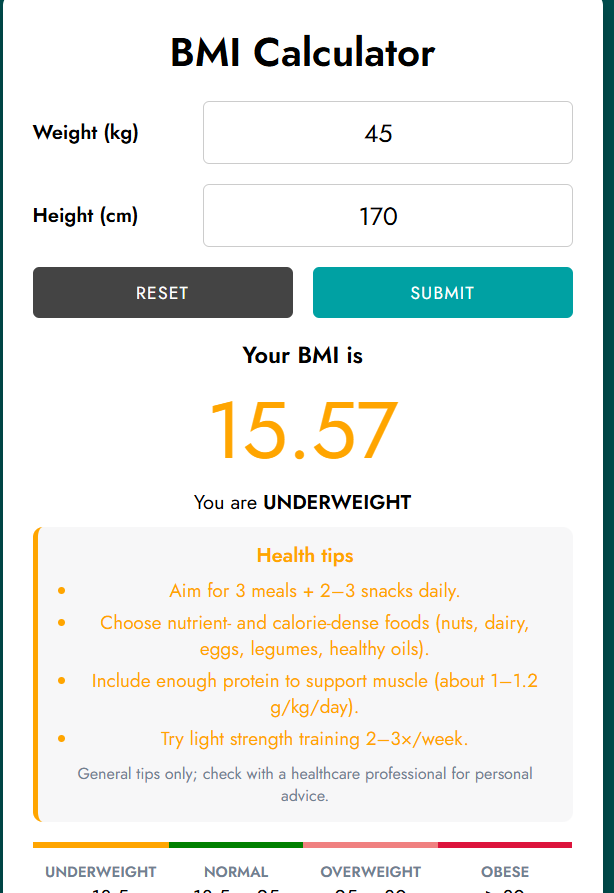 BMI Calculator
Weight (kg)
45
Height (cm)
170
RESET
SUBMIT
Your BMI is
15.57
You are UNDERWEIGHT
Health tips
Aim for 3 meals + 2–3 snacks daily.
Choose nutrient- and calorie-dense foods (nuts, dairy,
eggs, legumes, healthy oils).
Include enough protein to support muscle (about 1–1.2
g/kg/day).
Try light strength training 2–3×/week.
General tips only; check with a healthcare professional for personal
advice.
UNDERWEIGHT
NORMAL
OVERWEIGHT
OBESE